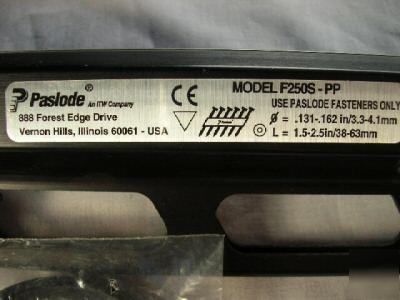 Paslode®
An ITW Company
888 Forest Edge Drive
Vernon Hills, Illinois 60061 - USA
CE
MODEL F250S - PP
USE PASLODE FASTENERS ONLY
Ø = .131-.162 in/3.3-4.1mm
L = 1.5-2.5in/38-63mm